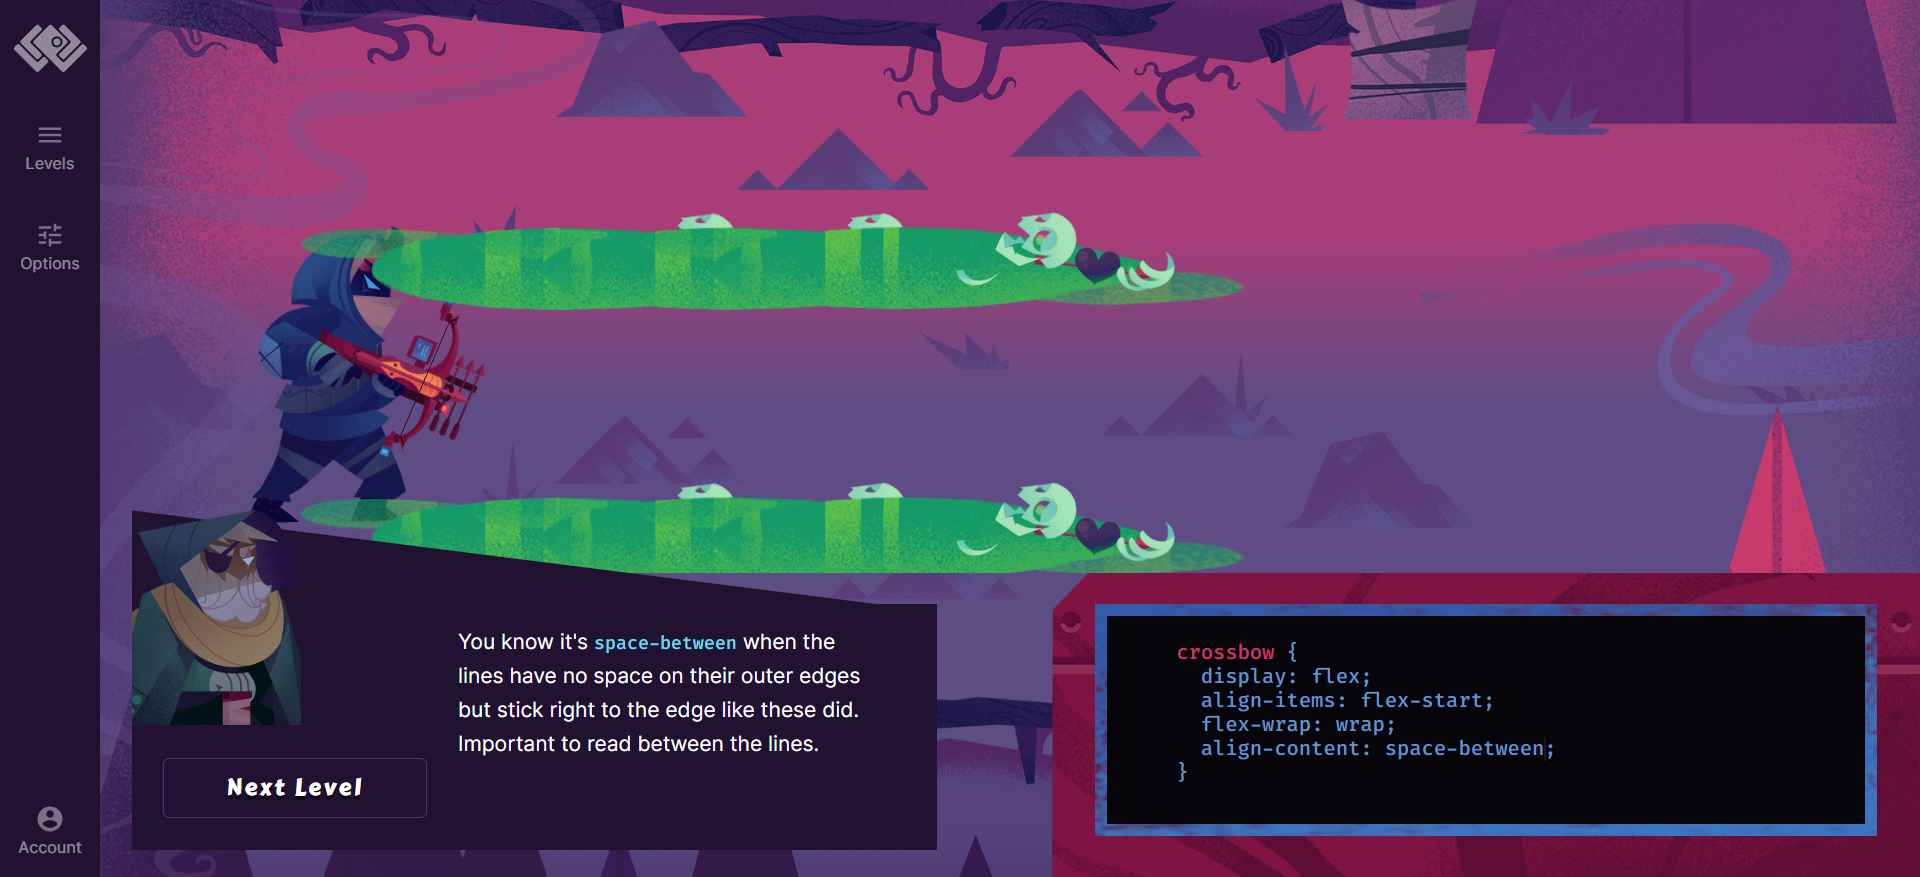 Levels
Options
You know it's space-between when the
lines have no space on their outer edges
but stick right to the edge like these did.
Important to read between the lines.
Next Level
crossbow {
display: flex;
align-items: flex-start;
flex-wrap: wrap;
align-content: space-between;
}
Account